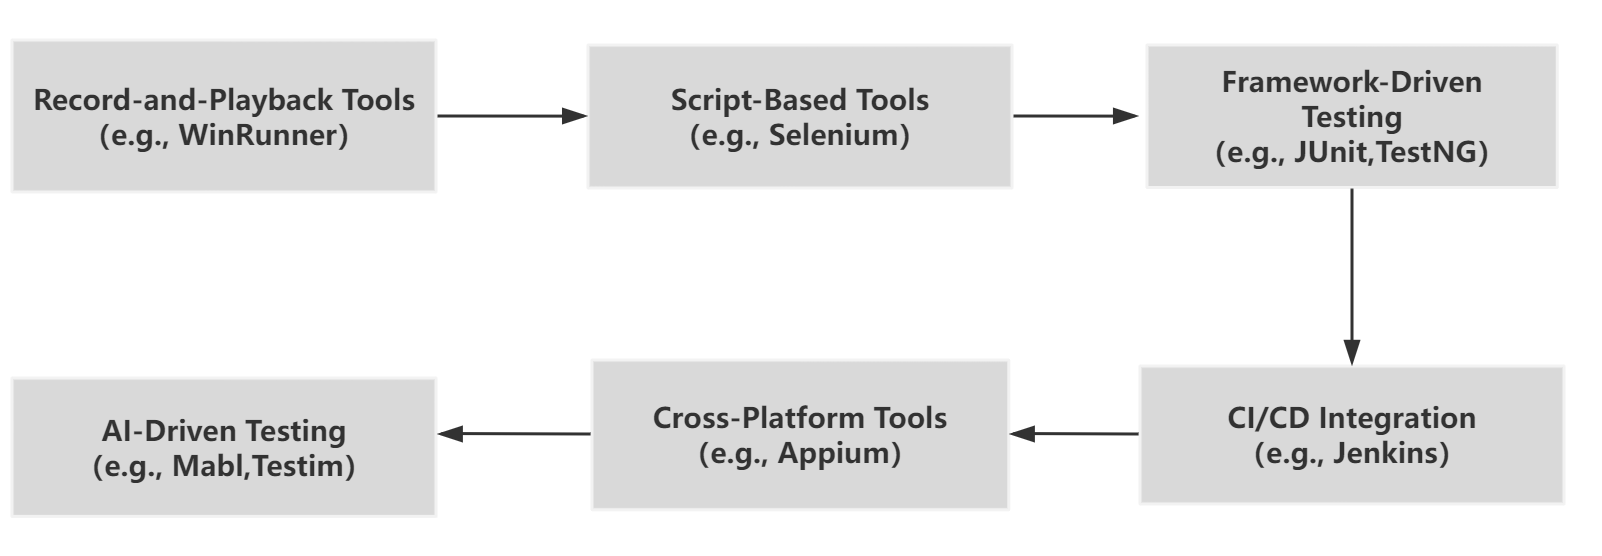 Record-and-Playback Tools
(e.g., WinRunner)
Script-Based Tools
(e.g., Selenium)
Framework-Driven
Testing
(e.g., JUnit,TestNG)
CI/CD Integration
(e.g., Jenkins)
Cross-Platform Tools
(e.g., Appium)
AI-Driven Testing
(e.g., Mabl,Testim)